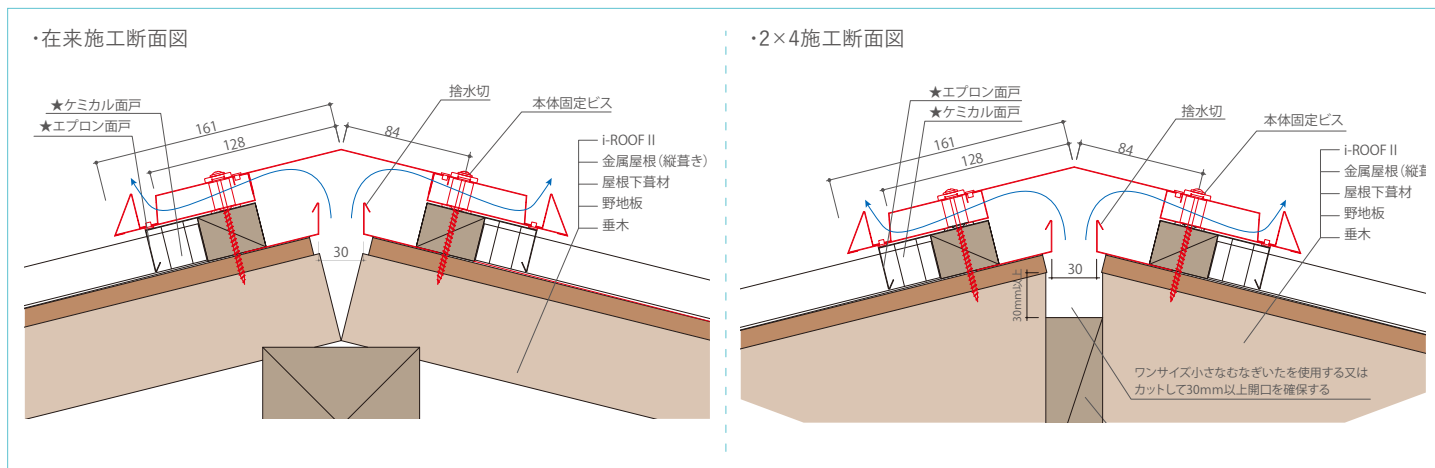 ・在来施工断面図
★ケミカル面戸
★エプロン面戸
捨水切
本体固定ビス
161
128
84
i-ROOFⅡ
金属屋根(縦葺き)
屋根下葺材
野地板
垂木
30
・2×4施工断面図
★エプロン面戸
★ケミカル面戸
捨水切
本体固定ビス
161
128
84
i-ROOFⅡ
金属屋根(縦葺
屋根下葺材
野地板
垂木
30
30mm以上
ワンサイズ小さなむなぎいたを使用する又は
カットして30mm以上開口を確保する